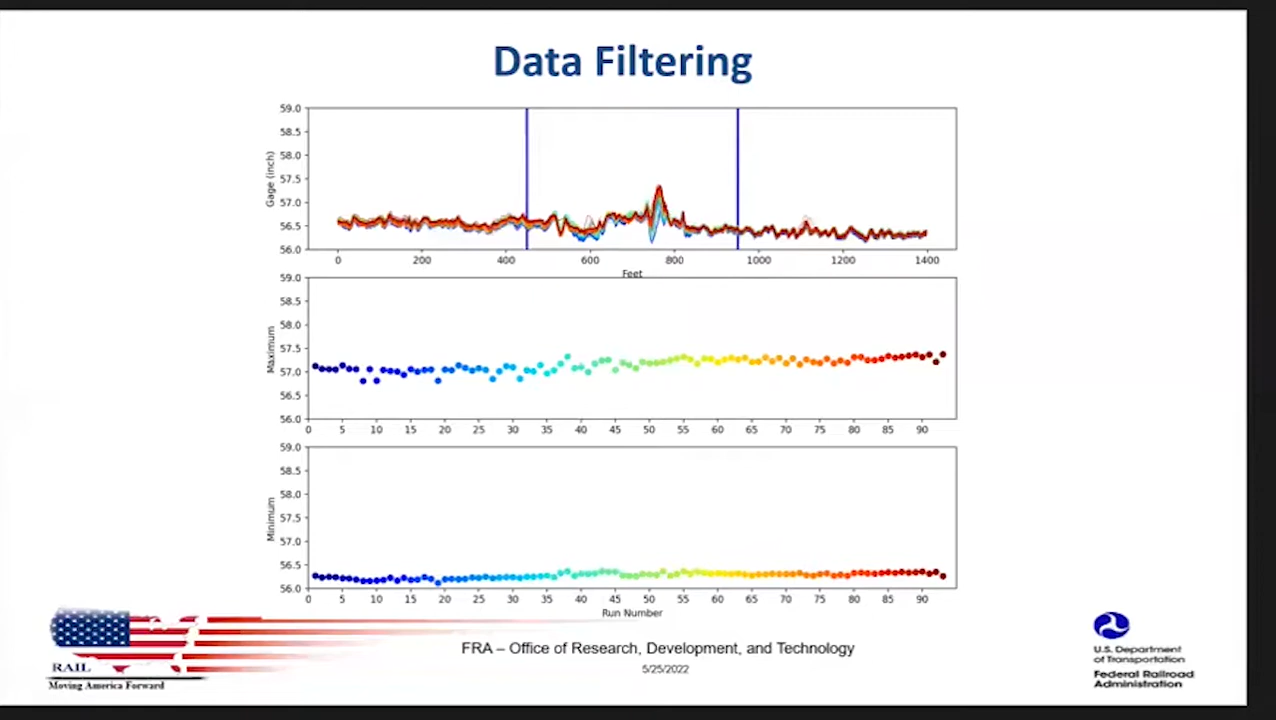 Data Filtering
59.0
58.5
58.0
57.5
57.0
56.5
56.0
Gage (inch)
0 200 400 600 800 1000 1200 1400
Feet
59.0
58.5
58.0
57.5
57.0
56.5
56.0
Maximum
0 5 10 15 20 25 30 35 40 45 50 55 60 65 70 75 80 85 90
59.0
58.5
58.0
57.5
57.0
56.5
56.0
Minimum
0 5 10 15 20 25 30 35 40 45 50 55 60 65 70 75 80 85 90
Run Number
FRA – Office of Research, Development, and Technology
5/25/2022
RAIL
Moving America Forward
U.S. Department
of Transportation
Federal Railroad
Administration